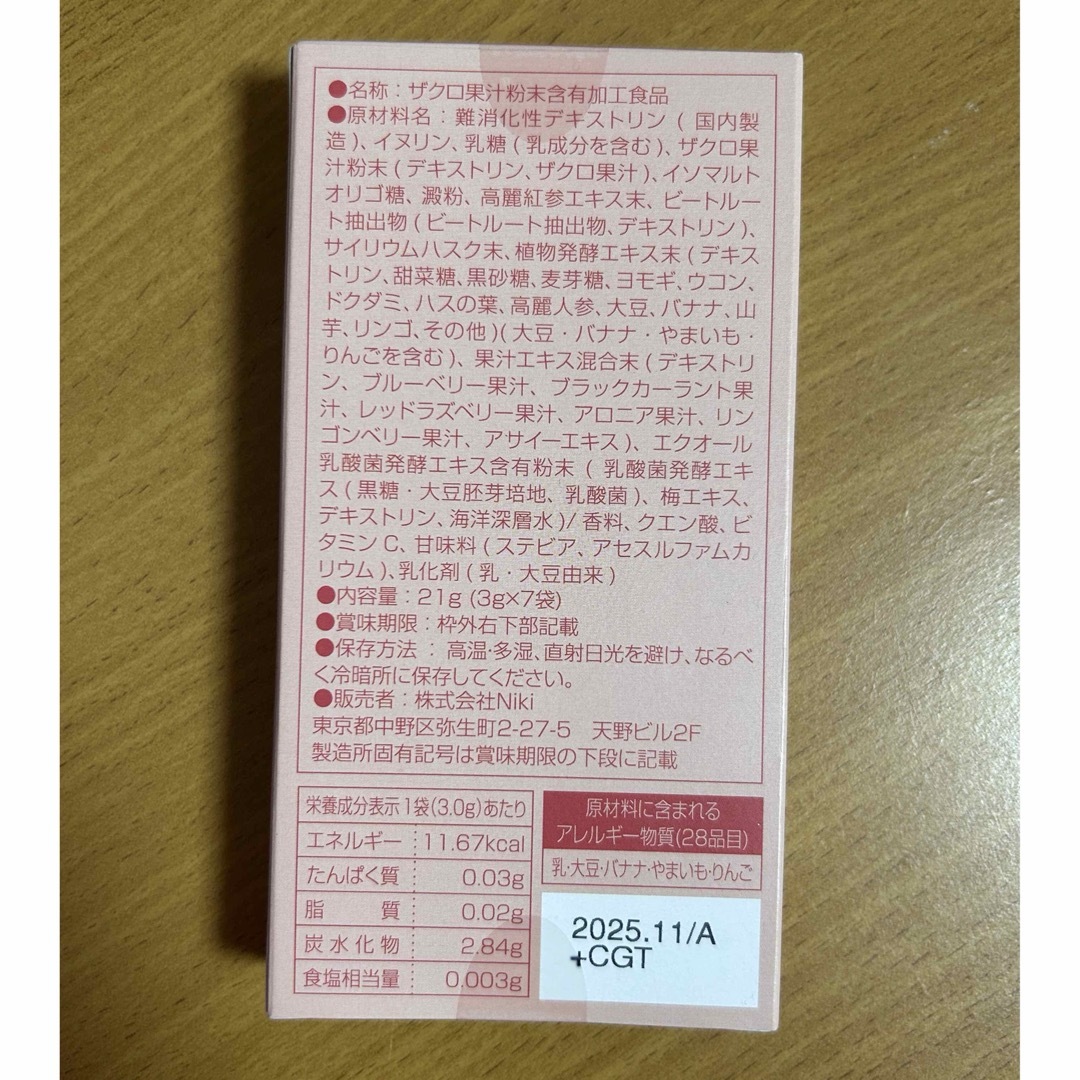 ●名称：ザクロ果汁粉末含有加工食品
●原材料名：難消化性デキストリン(国内製
造)、イヌリン、乳糖(乳成分を含む)、ザクロ果
汁粉末(デキストリン、ザクロ果汁)、イソマルト
オリゴ糖、澱粉、高麗紅参エキス末、ビートルー
ト抽出物(ビートルート抽出物、デキストリン)、
サイリウムハスク末、植物発酵エキス末(デキス
トリン、甜菜糖、黒砂糖、麦芽糖、ヨモギ、ウコン、
ドクダミ、ハスの葉、高麗人参、大豆、バナナ、山
芋、リンゴ、その他)(大豆・バナナ・やまいも・
りんごを含む)、果汁エキス混合末(デキストリ
ン、ブルーベリー果汁、ブラックカーラント果
汁、レッドラズベリー果汁、アロニア果汁、リン
ゴンベリー果汁、アサイーエキス)、エクオール
乳酸菌発酵エキス含有粉末(乳酸菌発酵エキ
ス(黒糖・大豆胚芽培地、乳酸菌)、梅エキス、
デキストリン、海洋深層水)/香料、クエン酸、ビ
タミンC、甘味料(ステビア、アセスルファムカ
リウム)、乳化剤(乳・大豆由来)
●内容量：21g(3g×7袋)
●賞味期限：枠外右下部記載
●保存方法：高温・多湿、直射日光を避け、なるべ
く冷暗所に保存してください。
●販売者：株式会社Niki
東京都中野区弥生町2-27-5 天野ビル2F
製造所固有記号は賞味期限の下段に記載
栄養成分表示1袋(3.0g)あたり
エネルギー 11.67kcal
たんぱく質 0.03g
脂質 0.02g
炭水化物 2.84g
食塩相当量 0.003g
原材料に含まれる
アレルギー物質(28品目)
乳・大豆・バナナ・やまいも・りんご
2025.11/A
+CGT